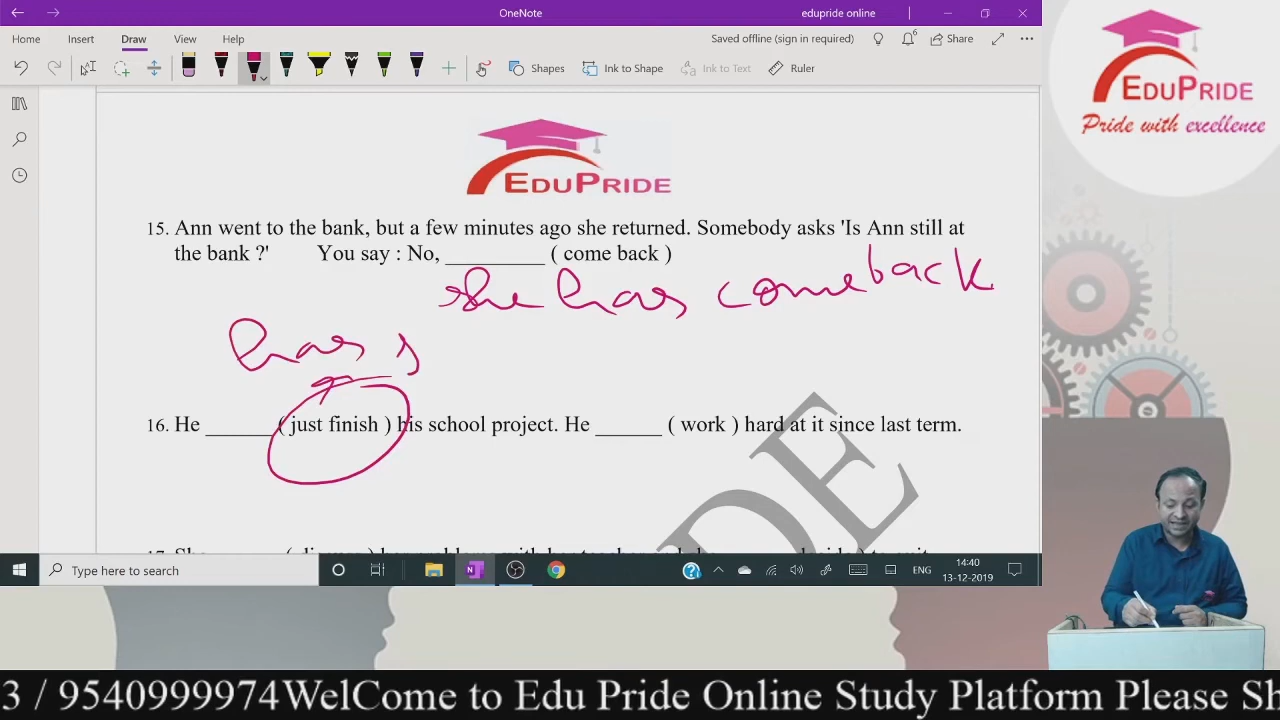 OneNote
edupride online
Home Insert Draw View Help
Saved offline (sign in required)
6
Share
Shapes
Ink to Shape
Ink to Text
Ruler
EDUPRIDE
Pride with excellence
EDUPRIDE
15. Ann went to the bank, but a few minutes ago she returned. Somebody asks 'Is Ann still at
the bank ?' You say : No, _________ ( come back )
she has comeback
has
16. He ______ ( just finish ) his school project. He ______ ( work ) hard at it since last term.
DE
Type here to search
N
ENG
14:40
13-12-2019
3 / 9540999974WelCome to Edu Pride Online Study Platform Please Sh